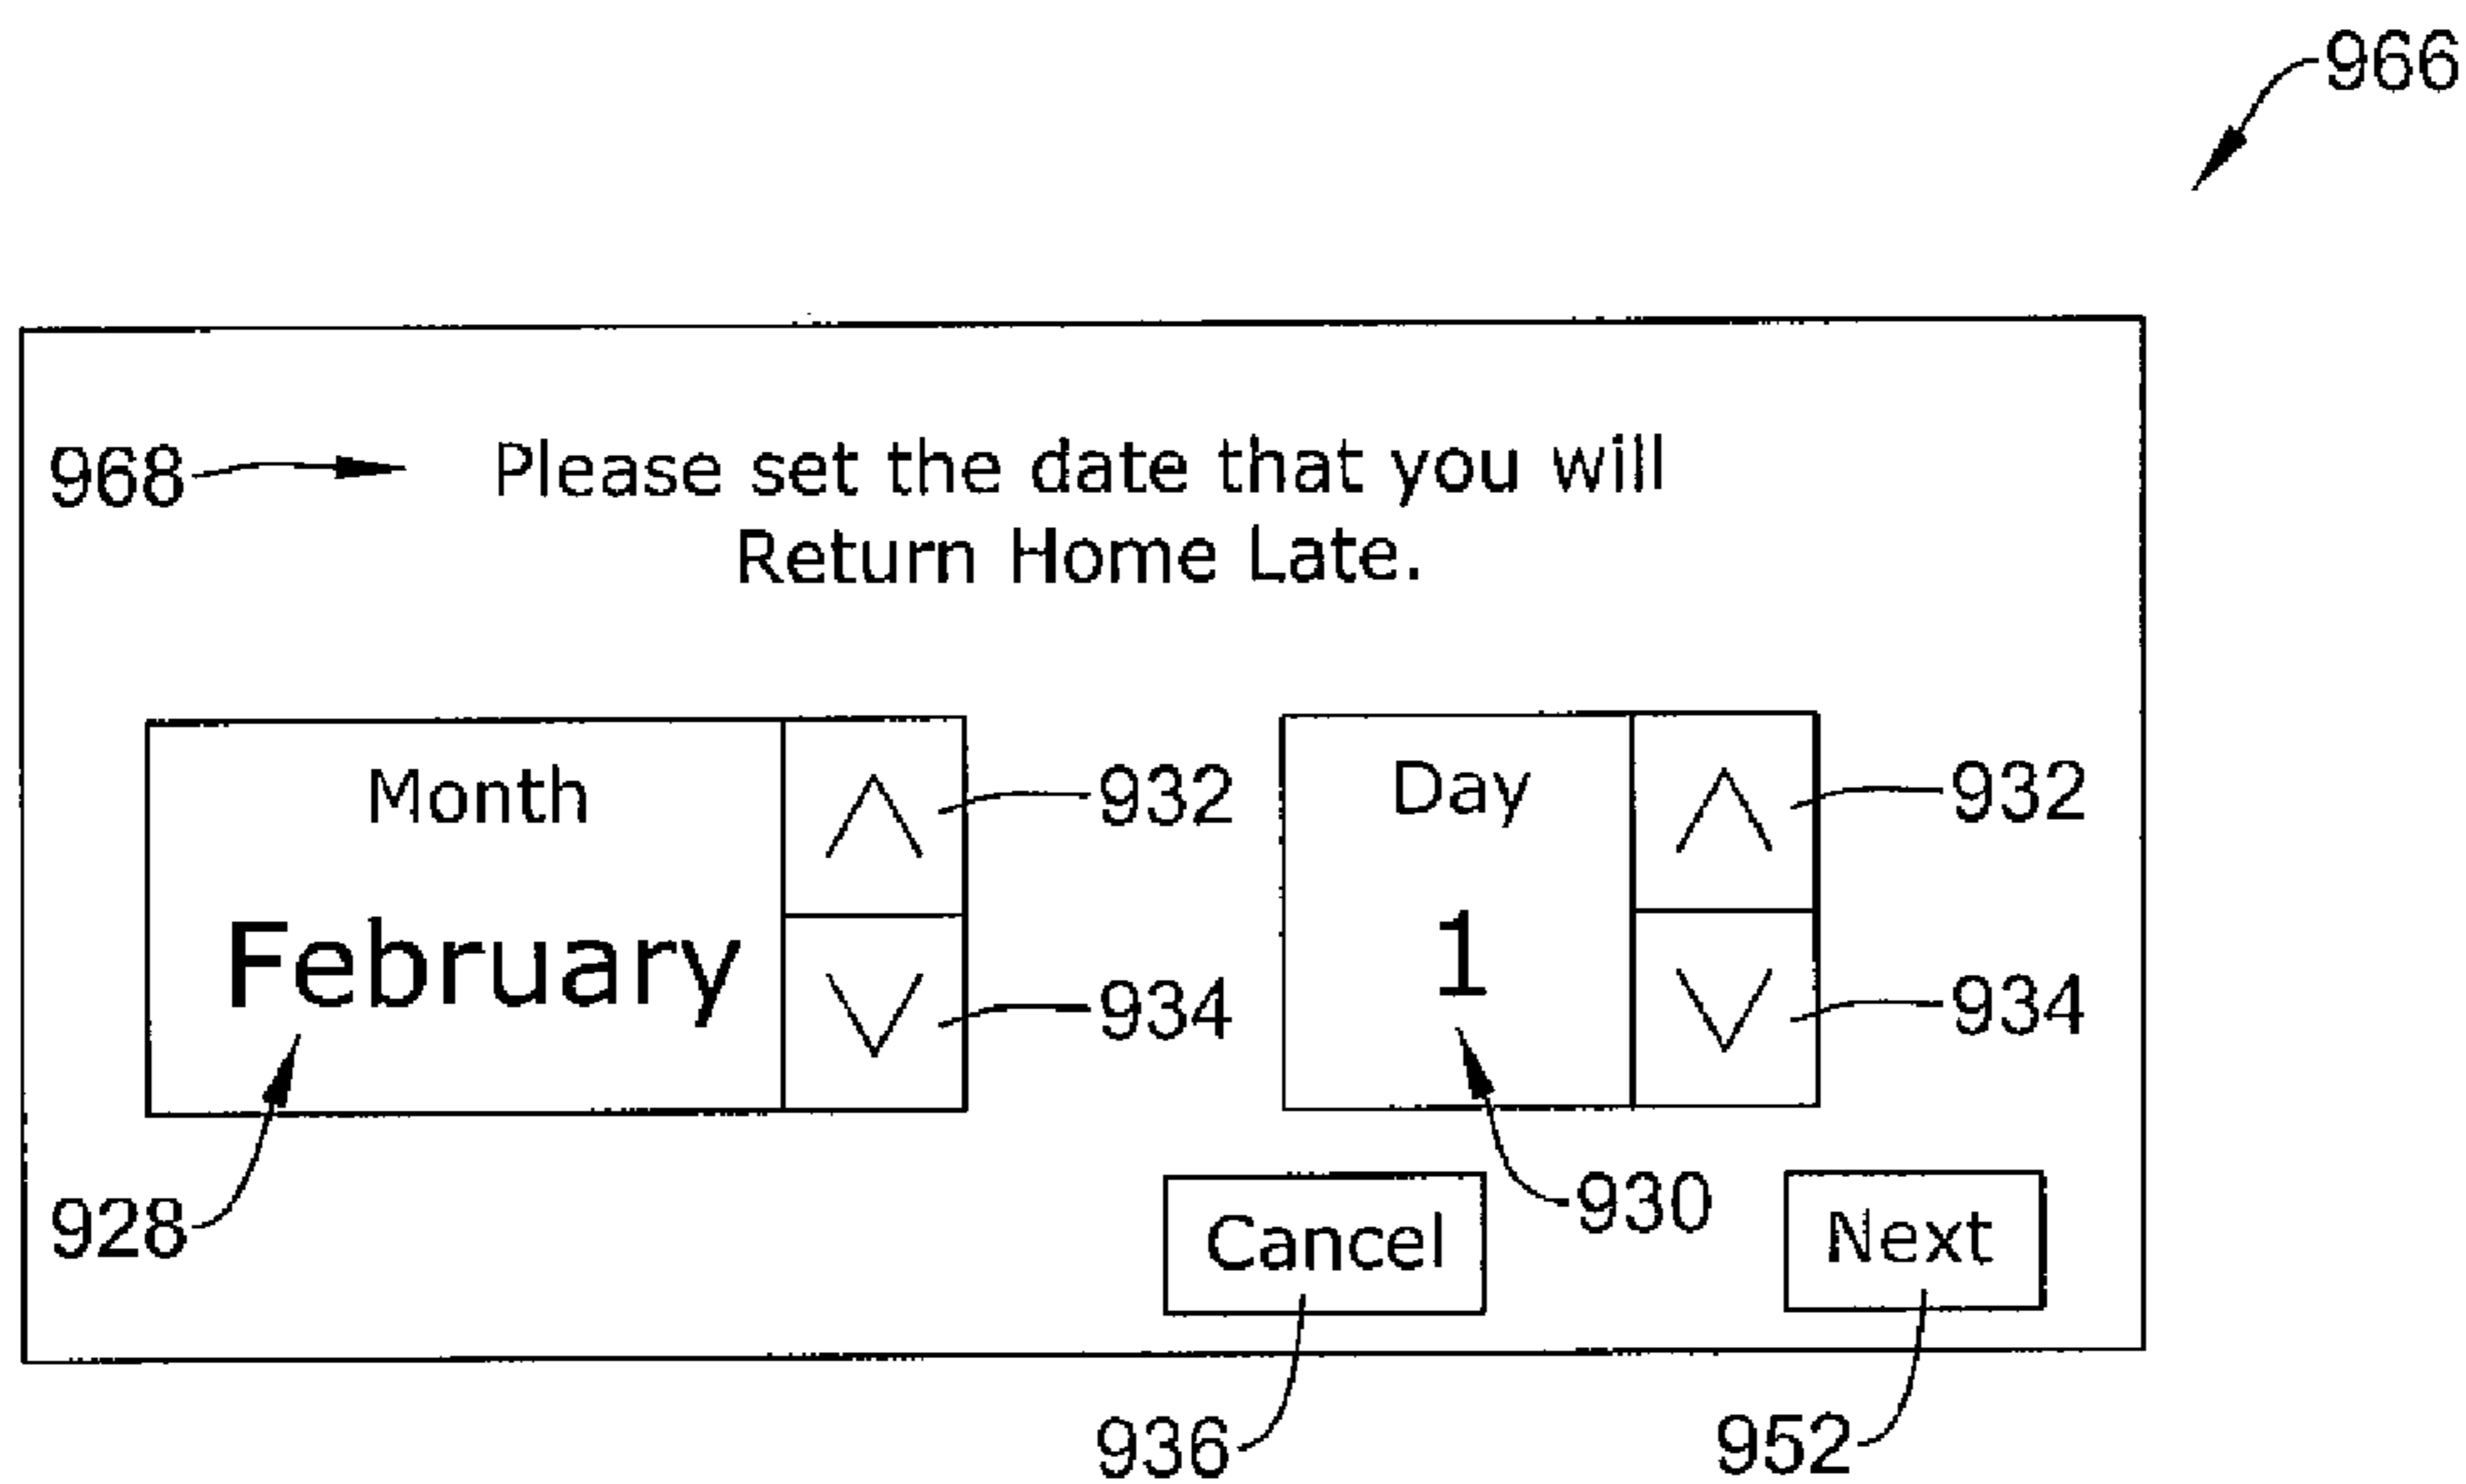 966
968 Please set the date that you will
Return Home Late.
Month 932 Day 932
February 934 1 934
928 Cancel 930 Next
936 952